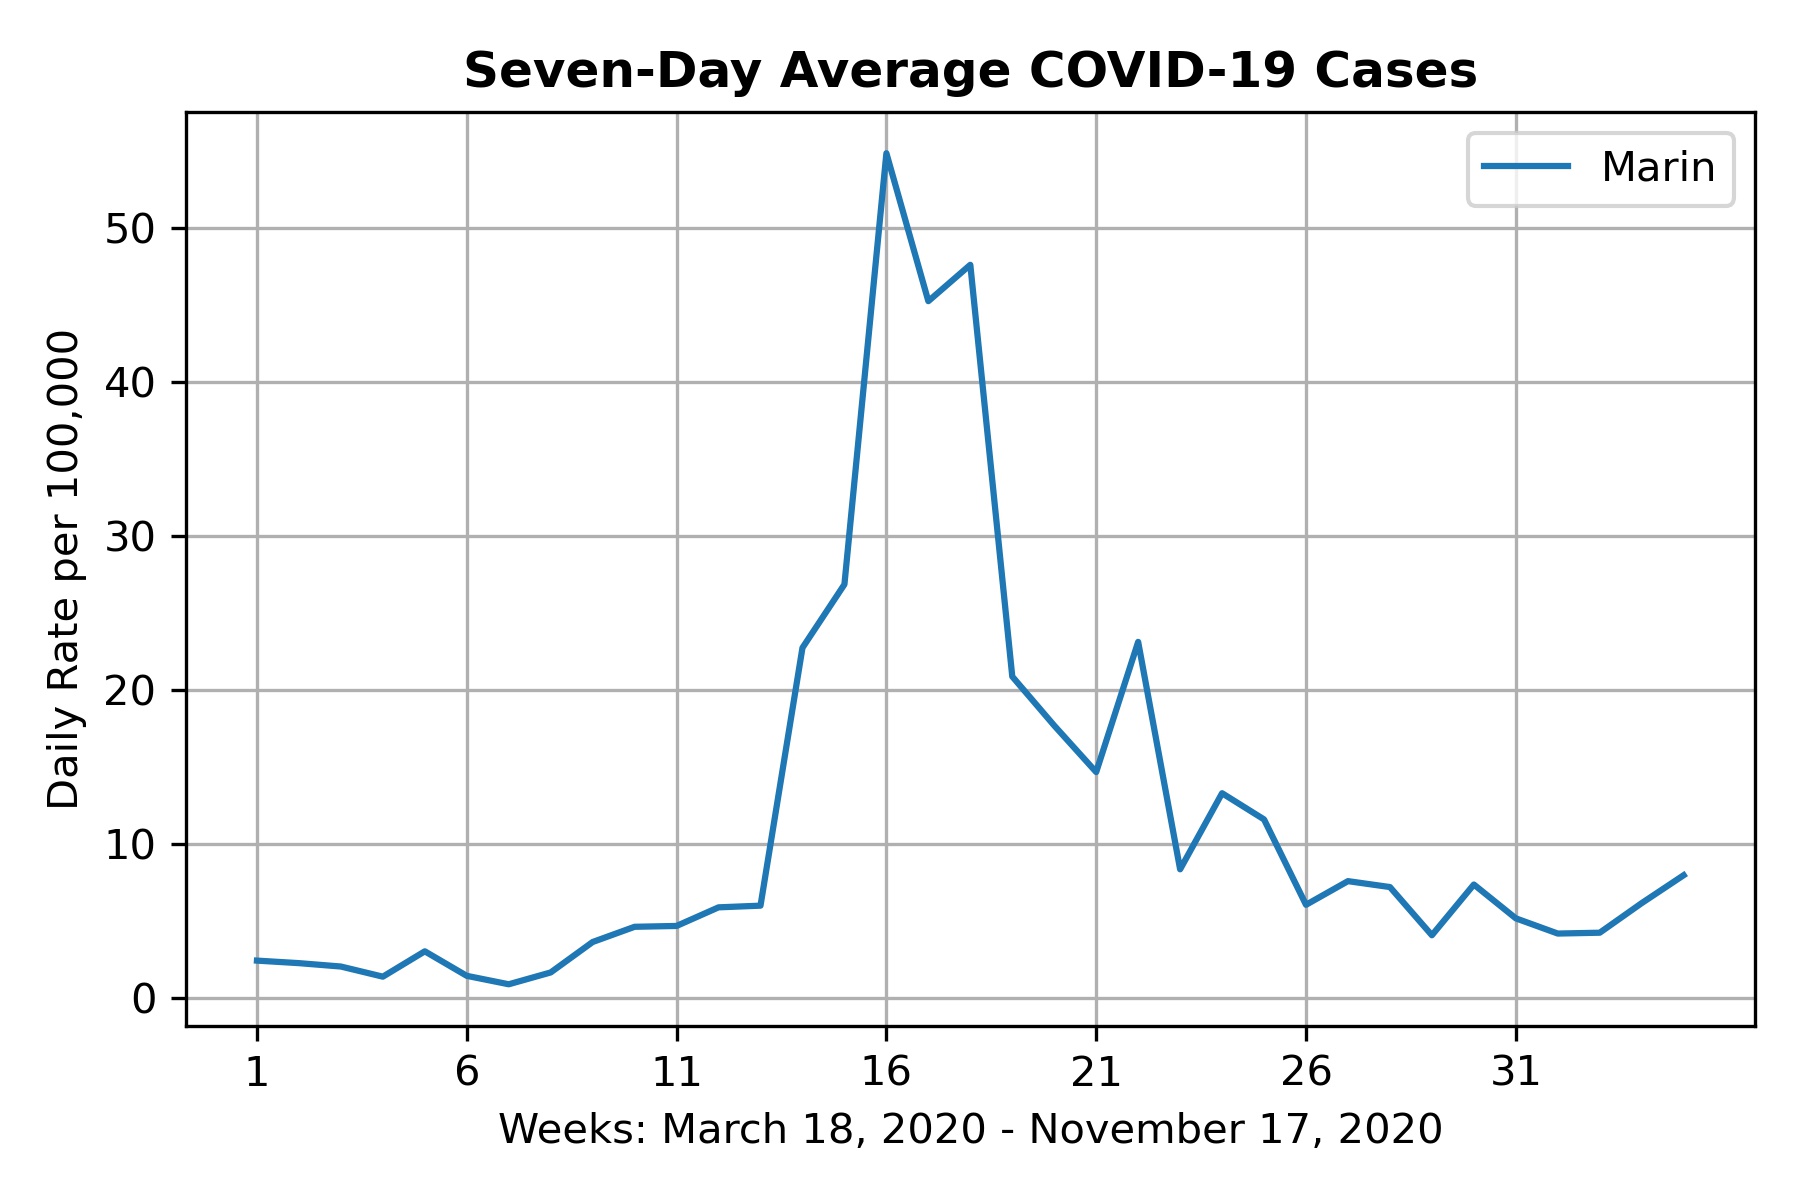 Seven-Day Average COVID-19 Cases
Marin
50
40
30
20
10
0
Daily Rate per 100,000
1 6 11 16 21 26 31
Weeks: March 18, 2020 - November 17, 2020